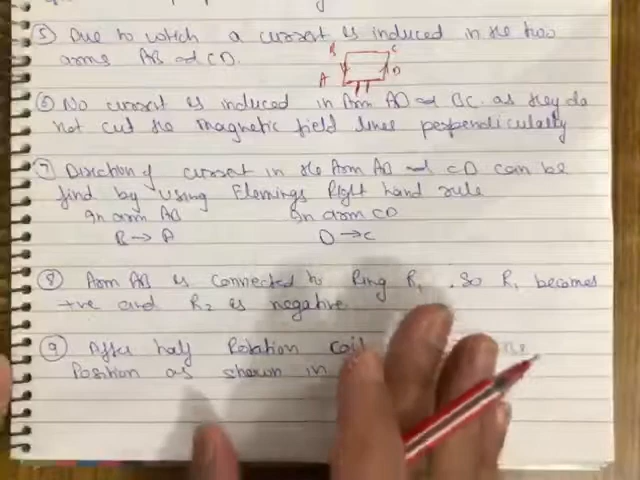 ⑤ Due to which a current is induced in the two
arms AB and CD.
B C
A D
⑥ No current is induced in Arm AD and BC. as they do
not cut the magnetic field lines perpendicularly
⑦ Direction of current in the Arm AB and CD can be
find by using Flemings Right hand rule
In arm AB In arm CD
B → A D → C
⑧ Arm AB is connected to Ring R1 . So R1 becomes
+ve and R2 is negative
⑨ After half Rotation coil
Position as shown in